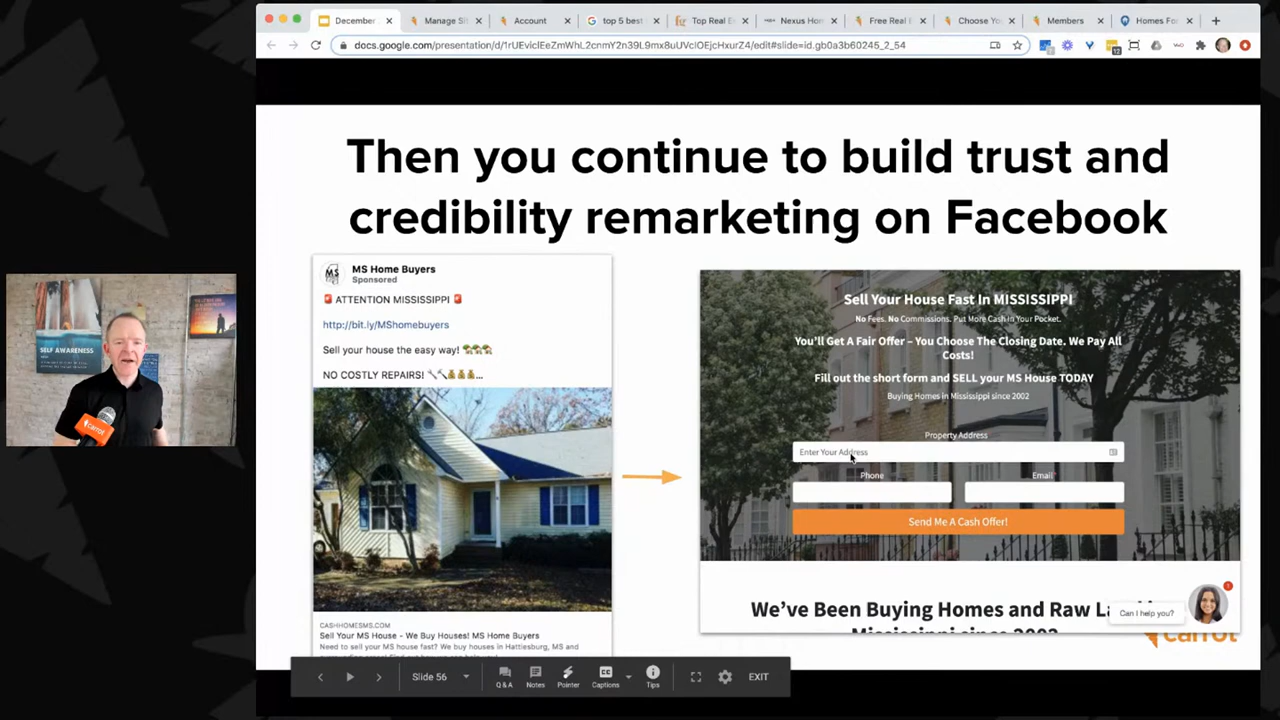 December
Manage Si
Account
top 5 best
Top Real E
Nexus Hom
Free Real E
Choose Yo
Members
Homes For
docs.google.com/presentation/d/1rUEviclEeZmWhL2cnmY2n39L9mx8uUVclOEjcHxurZ4/edit#slide=id.gb0a3b60245_2_54
12
Then you continue to build trust and
credibility remarketing on Facebook
MS Home Buyers
Sponsored
🚨 ATTENTION MISSISSIPPI 🚨
http://bit.ly/MShomebuyers
Sell your house the easy way! 🏘️🏘️
NO COSTLY REPAIRS! 🔨🔨💰💰💰...
CASHHOMESMS.COM
Sell Your MS House - We Buy Houses! MS Home Buyers
Need to sell your MS house fast? We buy houses in Hattiesburg, MS and
Sell Your House Fast In MISSISSIPPI
No Fees. No Commissions. Put More Cash In Your Pocket.
You'll Get A Fair Offer – You Choose The Closing Date. We Pay All
Costs!
Fill out the short form and SELL your MS House TODAY
Buying Homes in Mississippi since 2002
Property Address
Enter Your Address
Phone
Email*
Send Me A Cash Offer!
We've Been Buying Homes and Raw La
Mississippi since 2002
Can I help you?
1
Carrot
SELF AWARENESS
Carrot
Slide 56
Q & A
Notes
Pointer
Captions
Tips
EXIT